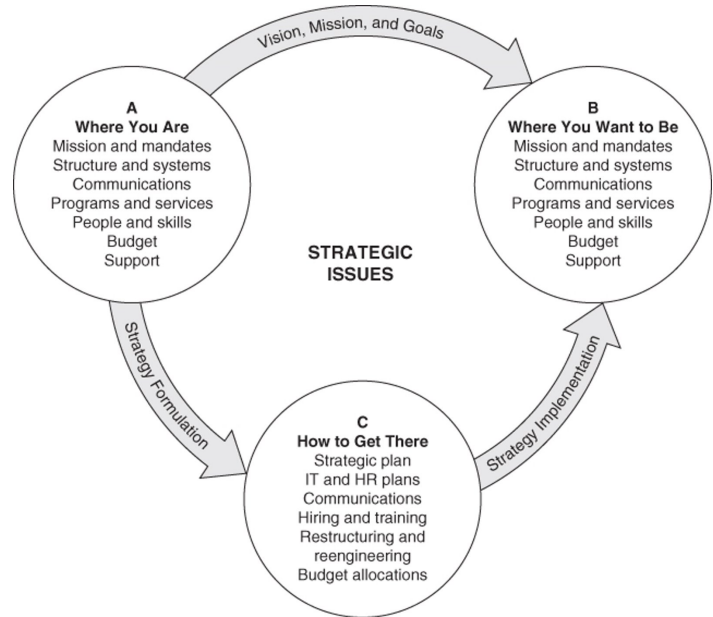 Vision, Mission, and Goals
A
Where You Are
Mission and mandates
Structure and systems
Communications
Programs and services
People and skills
Budget
Support
B
Where You Want to Be
Mission and mandates
Structure and systems
Communications
Programs and services
People and skills
Budget
Support
STRATEGIC
ISSUES
Strategy Formulation
C
How to Get There
Strategic plan
IT and HR plans
Communications
Hiring and training
Restructuring and
reengineering
Budget allocations
Strategy Implementation